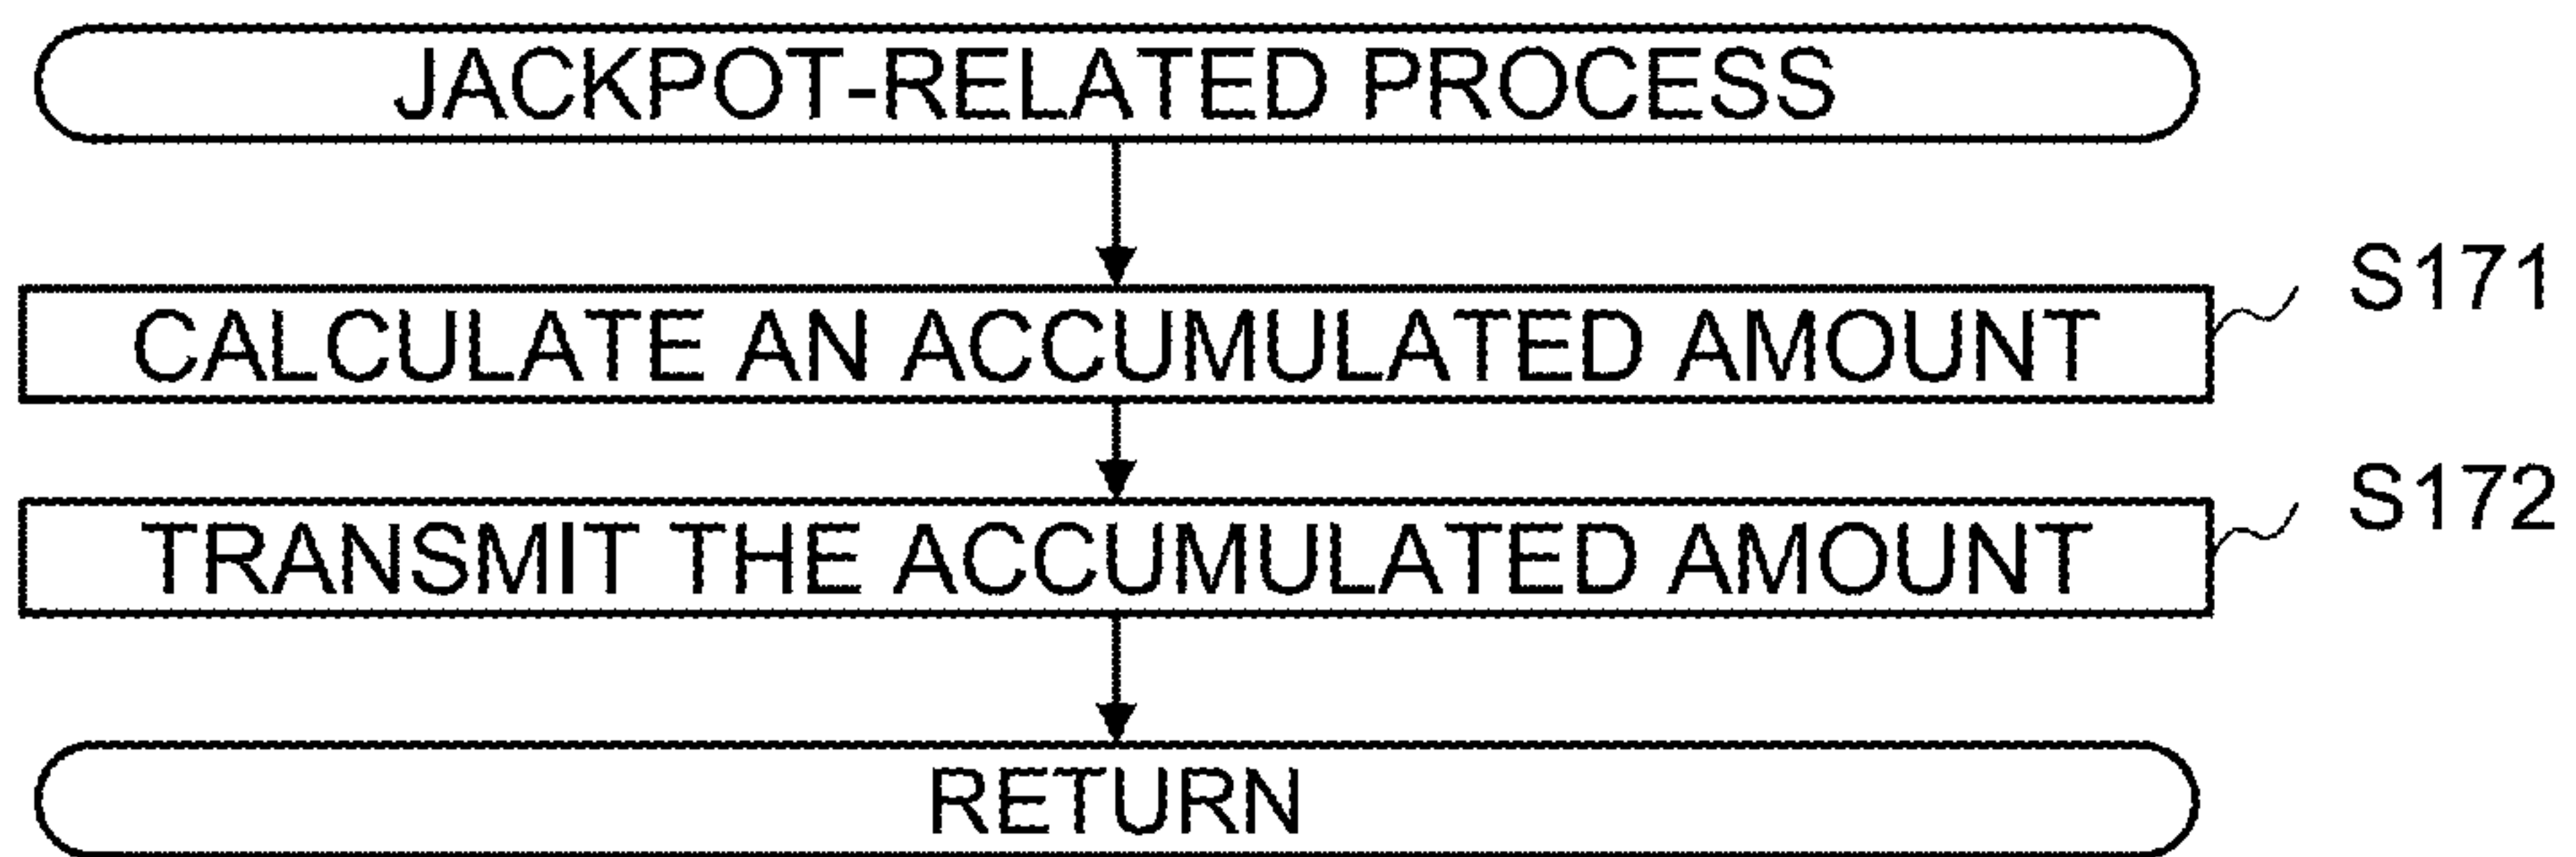 JACKPOT-RELATED PROCESS
S171
CALCULATE AN ACCUMULATED AMOUNT
S172
TRANSMIT THE ACCUMULATED AMOUNT
RETURN